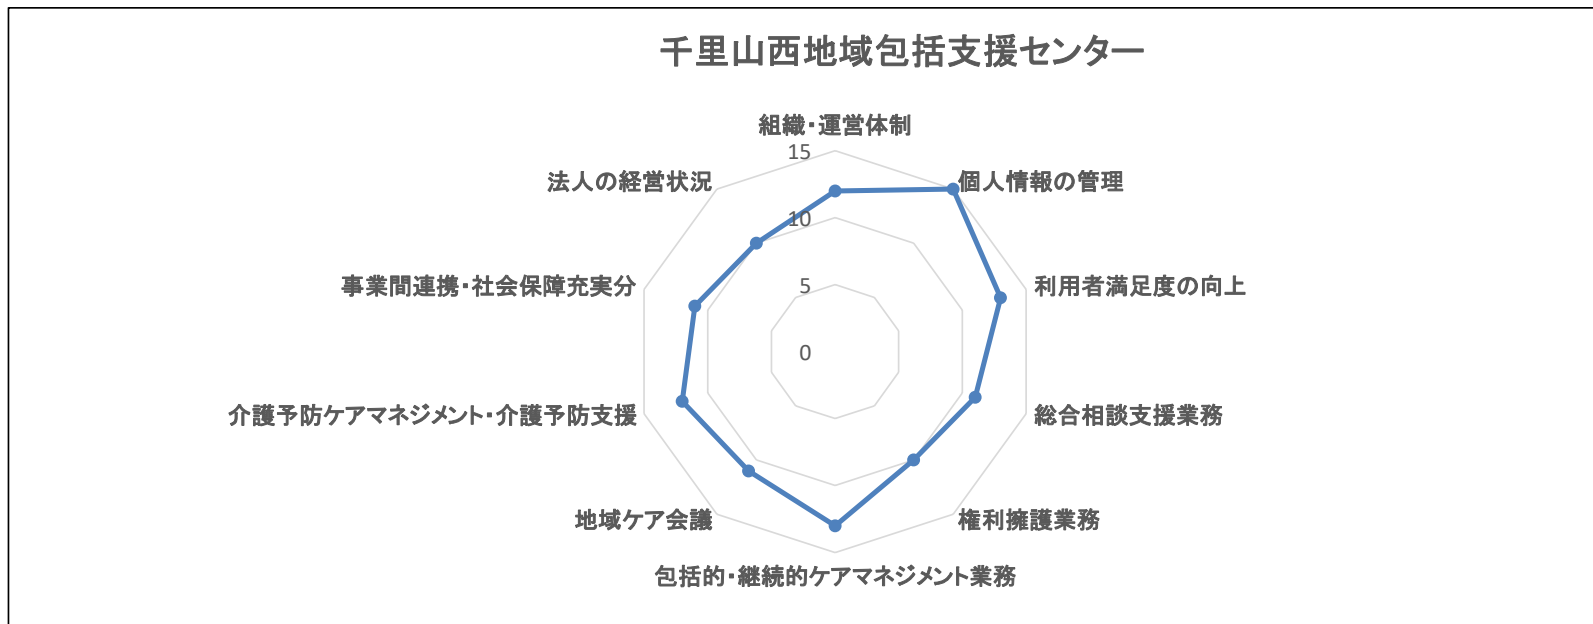 千里山西地域包括支援センター
組織・運営体制
15
法人の経営状況
個人情報の管理
10
事業間連携・社会保障充実分
5
利用者満足度の向上
0
介護予防ケアマネジメント・介護予防支援
総合相談支援業務
地域ケア会議
権利擁護業務
包括的・継続的ケアマネジメント業務